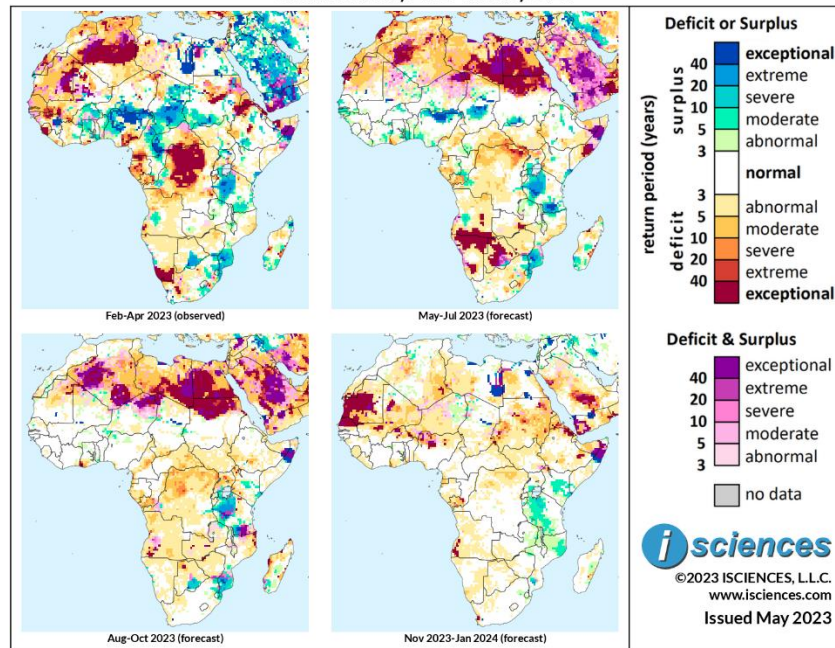 Feb-Apr 2023 (observed)
May-Jul 2023 (forecast)
Aug-Oct 2023 (forecast)
Nov 2023-Jan 2024 (forecast)
Deficit or Surplus
return period (years)
surplus
deficit
40
20
10
5
3
3
5
10
20
40
exceptional
extreme
severe
moderate
abnormal
normal
abnormal
moderate
severe
extreme
exceptional
Deficit & Surplus
40
20
10
5
3
exceptional
extreme
severe
moderate
abnormal
no data
i sciences
©2023 ISCIENCES, L.L.C.
www.isciences.com
Issued May 2023